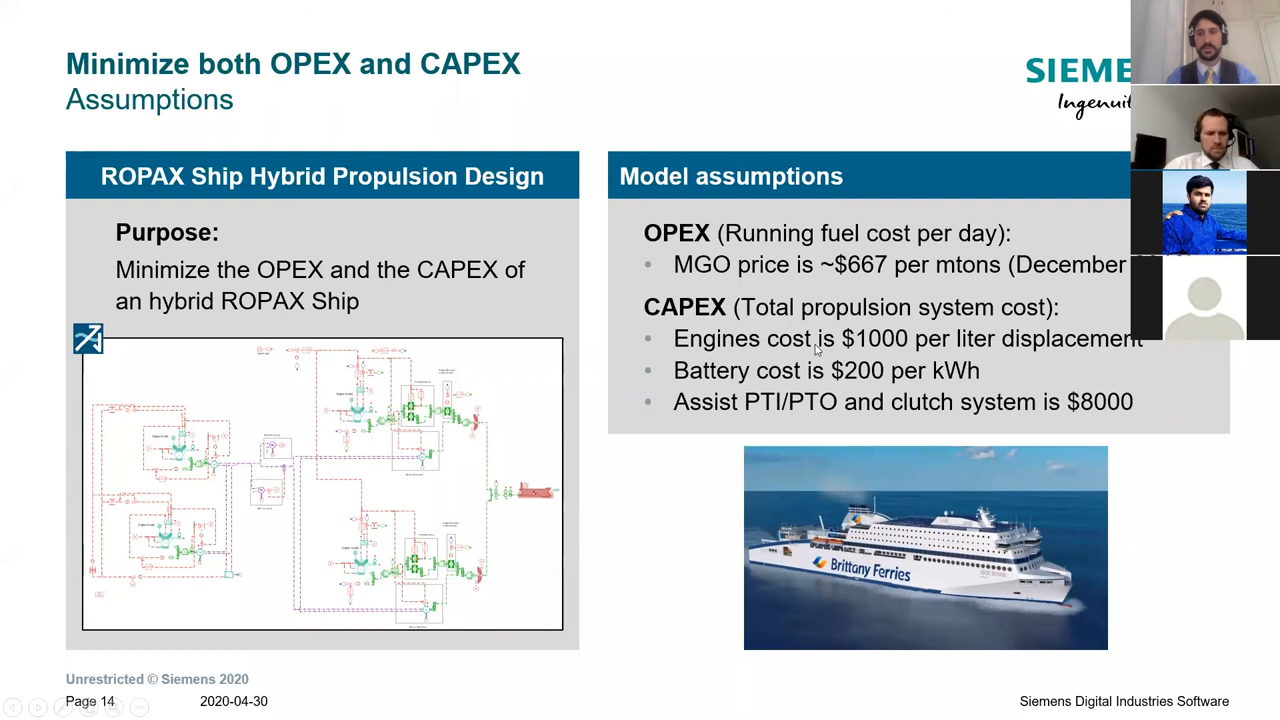 Minimize both OPEX and CAPEX
Assumptions
SIEME
Ingenuit
ROPAX Ship Hybrid Propulsion Design
Purpose:
Minimize the OPEX and the CAPEX of
an hybrid ROPAX Ship
Model assumptions
OPEX (Running fuel cost per day):
• MGO price is ~$667 per mtons (December
CAPEX (Total propulsion system cost):
• Engines cost is $1000 per liter displacement
• Battery cost is $200 per kWh
• Assist PTI/PTO and clutch system is $8000
Brittany Ferries
Unrestricted © Siemens 2020
Page 14
2020-04-30
Siemens Digital Industries Software